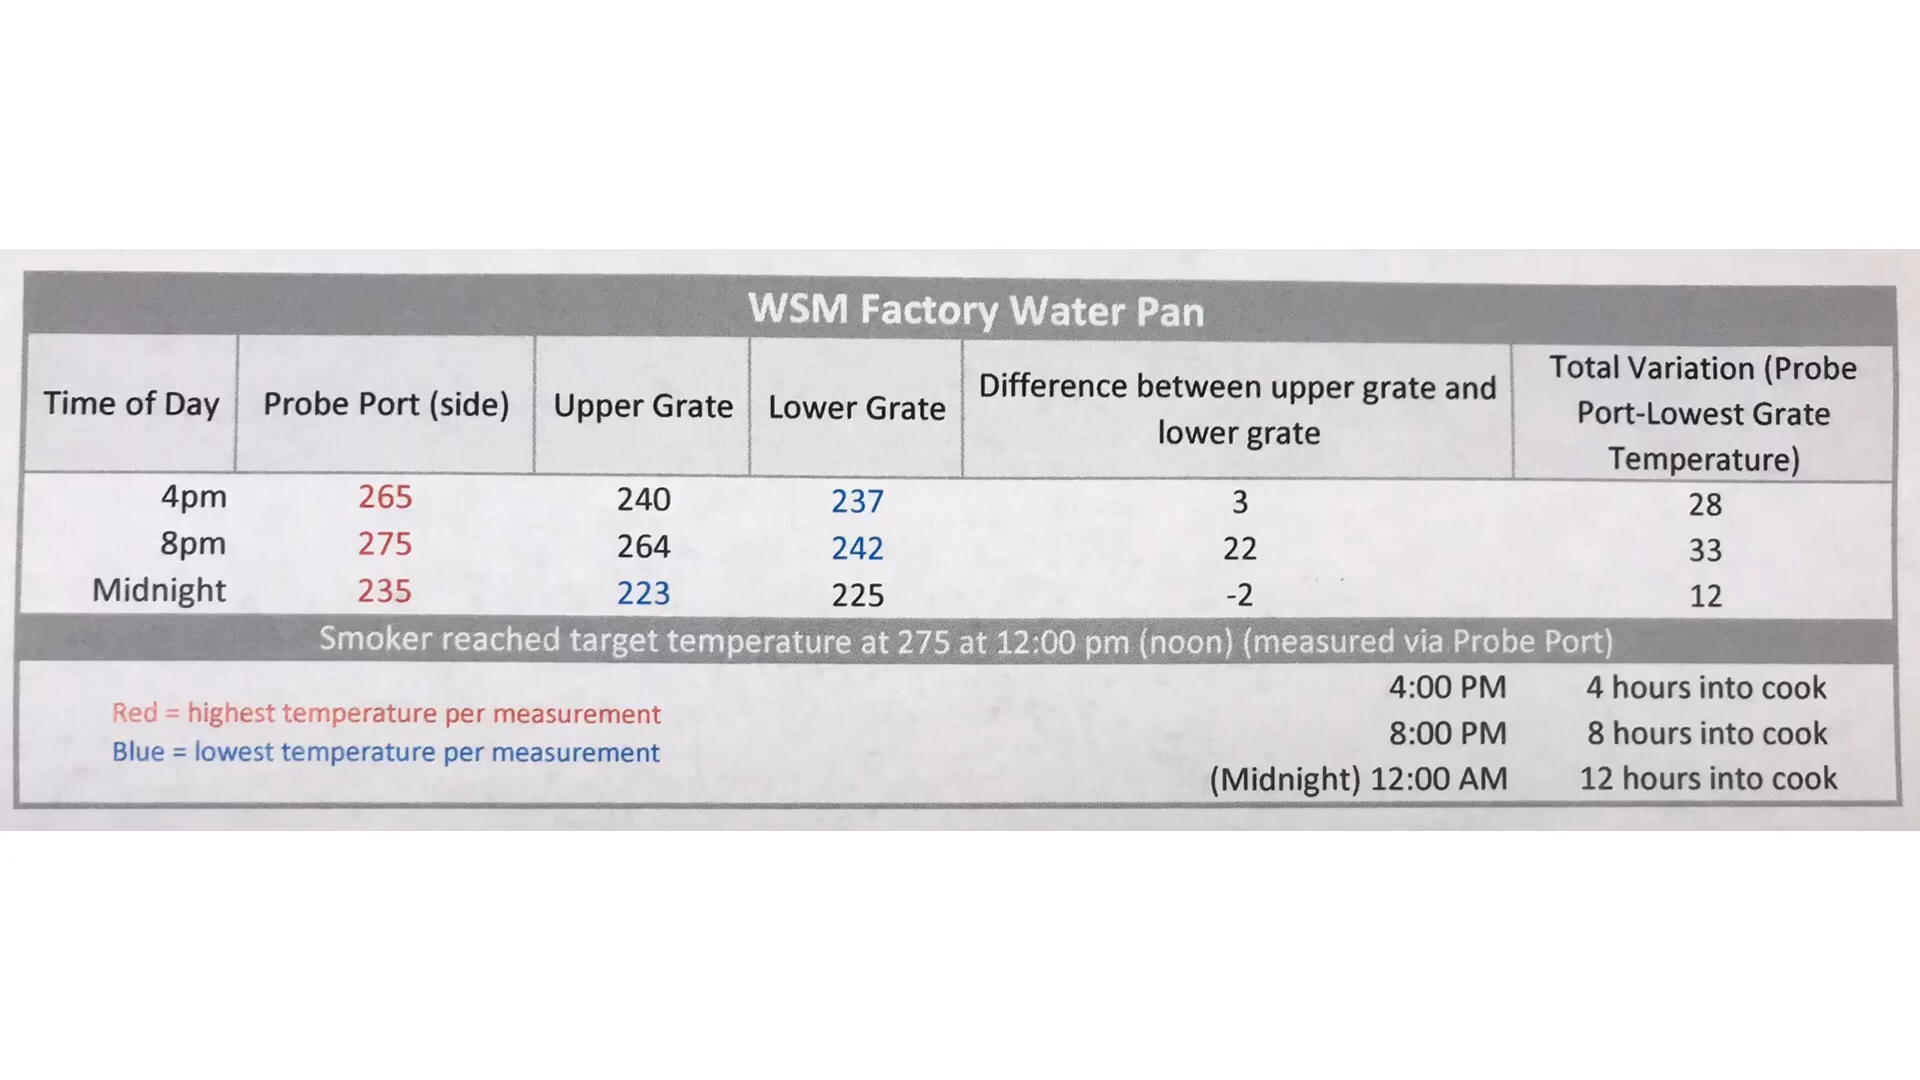 WSM Factory Water Pan
Time of Day Probe Port (side) Upper Grate Lower Grate Difference between upper grate and lower grate Total Variation (Probe Port-Lowest Grate Temperature)
4pm 265 240 237 3 28
8pm 275 264 242 22 33
Midnight 235 223 225 -2 12
Smoker reached target temperature at 275 at 12:00 pm (noon) (measured via Probe Port)
Red = highest temperature per measurement
Blue = lowest temperature per measurement
4:00 PM 4 hours into cook
8:00 PM 8 hours into cook
(Midnight) 12:00 AM 12 hours into cook